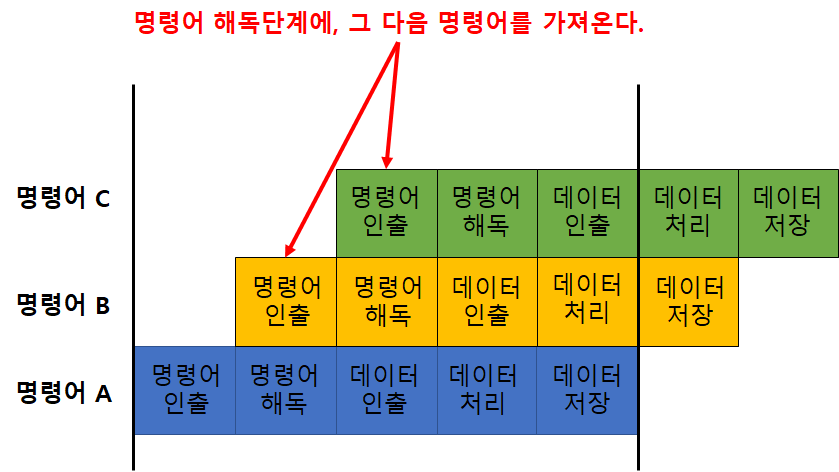 명령어 해독단계에, 그 다음 명령어를 가져온다.
명령어 C
명령어
인출
명령어
해독
데이터
인출
데이터
처리
데이터
저장
명령어 B
명령어
인출
명령어
해독
데이터
인출
데이터
처리
데이터
저장
명령어 A
명령어
인출
명령어
해독
데이터
인출
데이터
처리
데이터
저장